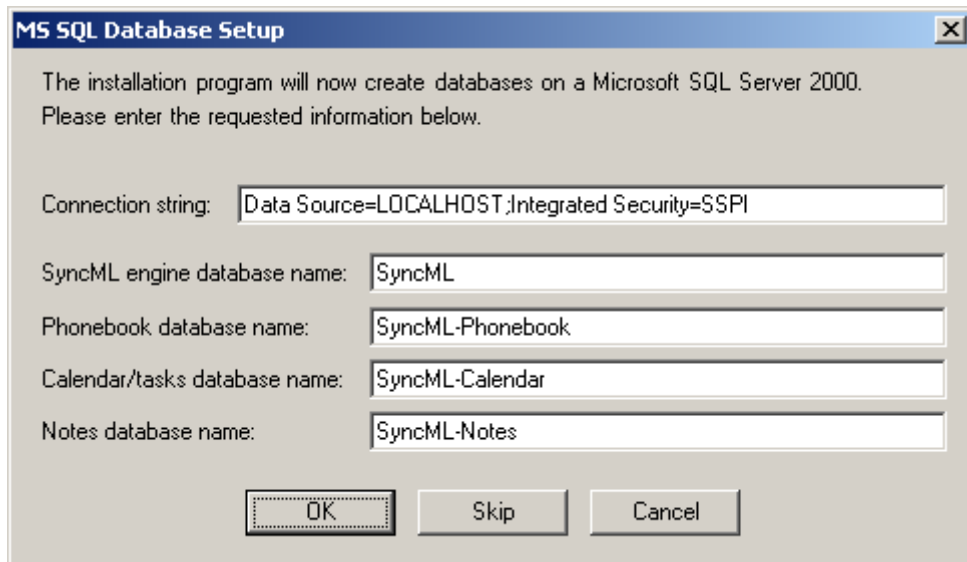 MS SQL Database Setup
The installation program will now create databases on a Microsoft SQL Server 2000.
Please enter the requested information below.
Connection string: Data Source=LOCALHOST;Integrated Security=SSPI
SyncML engine database name: SyncML
Phonebook database name: SyncML-Phonebook
Calendar/tasks database name: SyncML-Calendar
Notes database name: SyncML-Notes
OK Skip Cancel